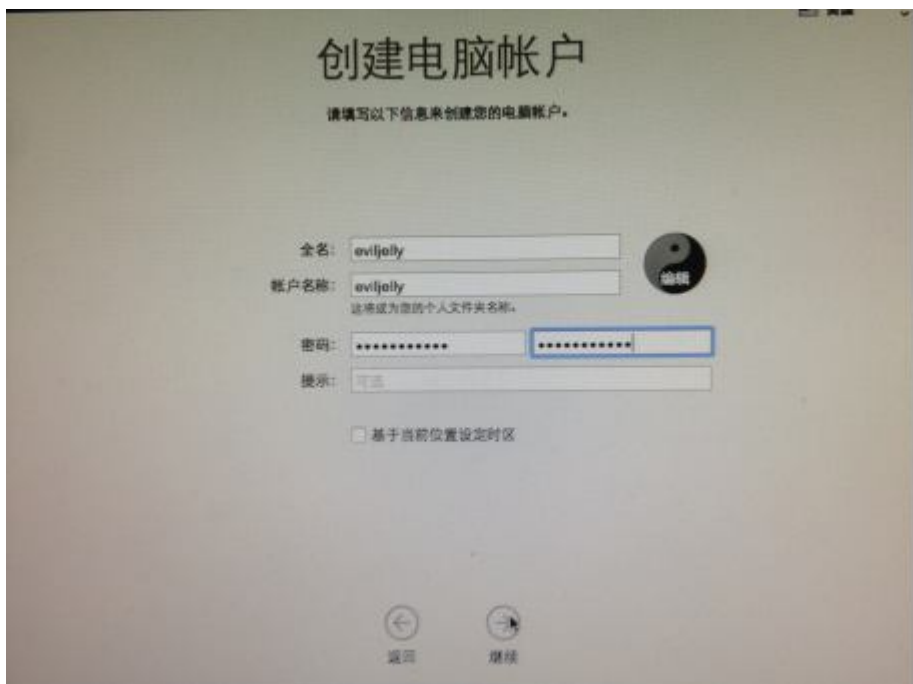 创建电脑帐户
请填写以下信息来创建您的电脑帐户。
全名: eviljelly
编辑
帐户名称: eviljelly
这将成为您的个人文件夹名称。
密码: ••••••••••• •••••••••••
提示: 可选
基于当前位置设定时区
返回 继续